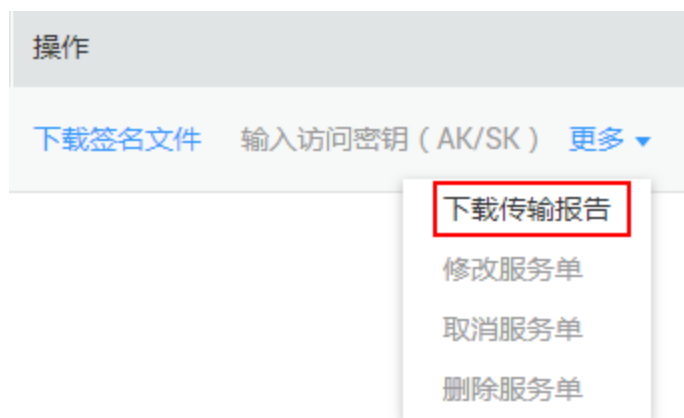 操作
下载签名文件 输入访问密钥（AK/SK） 更多
下载传输报告
修改服务单
取消服务单
删除服务单